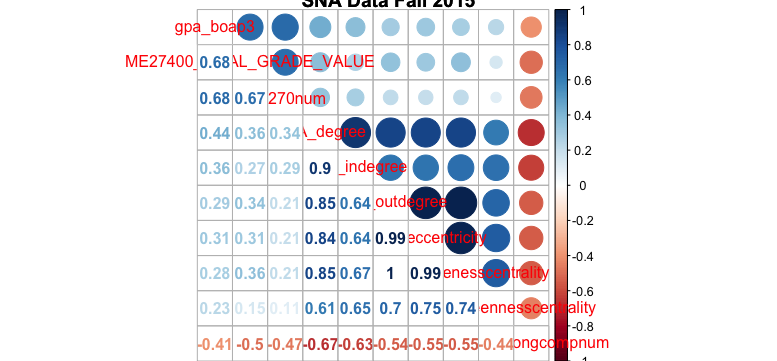 SNA Data Fall 2015
gpa_boap3
ME27400_ AL_GRADE_VALUE
0.68
0.68 0.67 270num
0.44 0.36 0.34 \_degree
0.36 0.27 0.29 0.9 _indegree
0.29 0.34 0.21 0.85 0.64 _outdegree
0.31 0.31 0.21 0.84 0.64 0.99 eccentricity
0.28 0.36 0.21 0.85 0.67 1 0.99 enesscentrality
0.23 0.15 0.11 0.61 0.65 0.7 0.75 0.74 ennesscentrality
-0.41 -0.5 -0.47 -0.67 -0.63 -0.54 -0.55 -0.55 -0.44 ongcompnum
1
0.8
0.6
0.4
0.2
0
-0.2
-0.4
-0.6
-0.8
-1